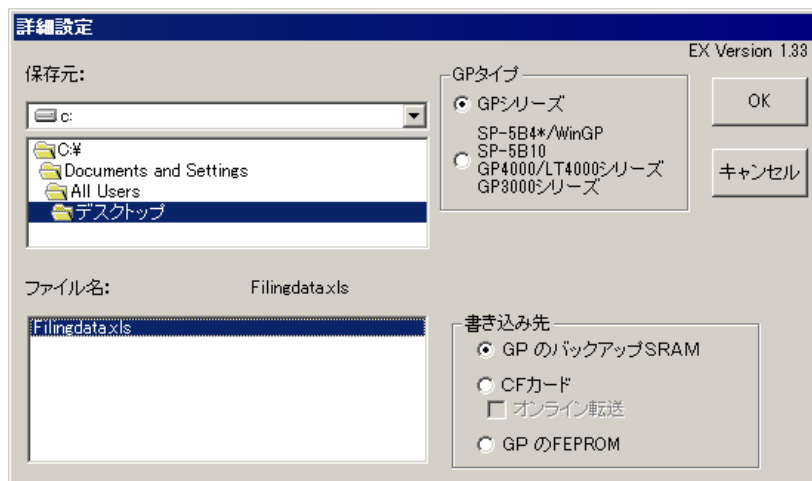 詳細設定
EX Version 1.33
保存元:
c:
C:¥
Documents and Settings
All Users
デスクトップ
GPタイプ
GPシリーズ
SP-5B4*/WinGP
SP-5B10
GP4000/LT4000シリーズ
GP3000シリーズ
OK
キャンセル
ファイル名:
Filingdata.xls
Filingdata.xls
書き込み先
GP のバックアップSRAM
CFカード
オンライン転送
GP のFEPROM